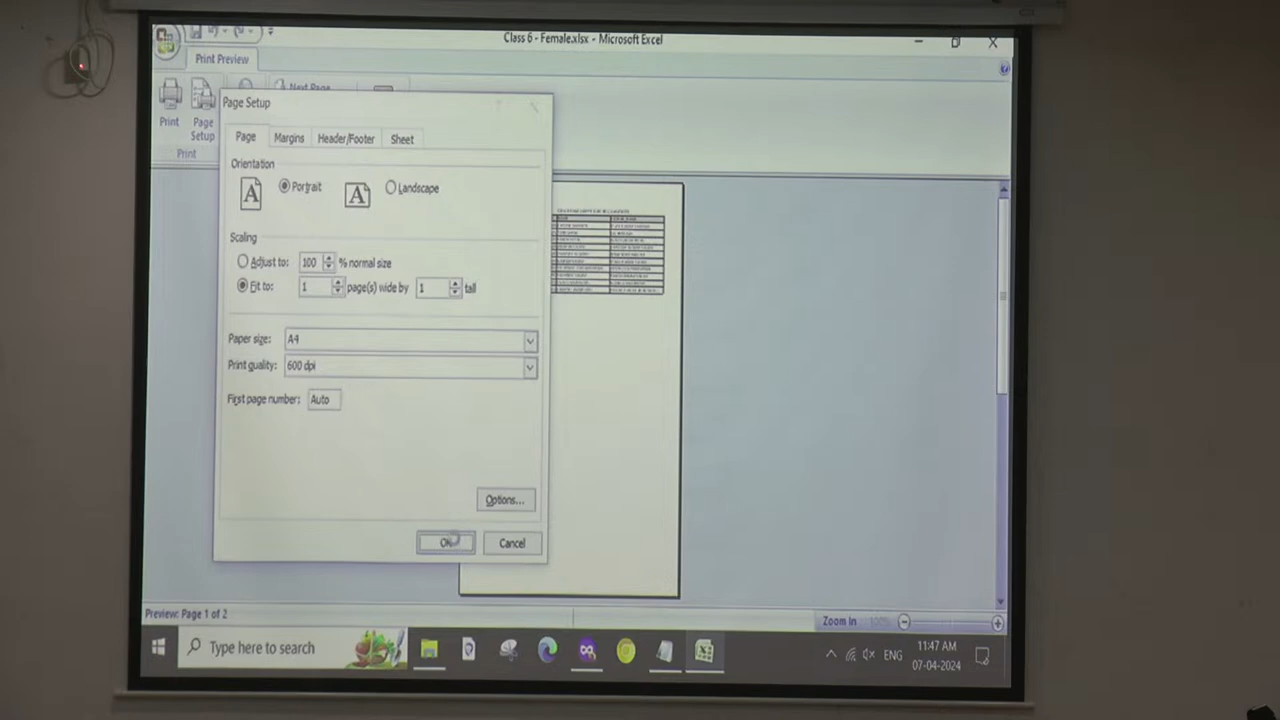 Class 6 - Female.xlsx - Microsoft Excel
Print Preview
Next Page
Print
Page Setup
Print
Page Setup
Page Margins Header/Footer Sheet
Orientation
A Portrait A Landscape
Scaling
Adjust to: 100 % normal size
Fit to: 1 page(s) wide by 1 tall
Paper size: A4
Print quality: 600 dpi
First page number: Auto
Options...
OK Cancel
Preview: Page 1 of 2
Zoom In 100%
Type here to search
ENG
11:47 AM
07-04-2024